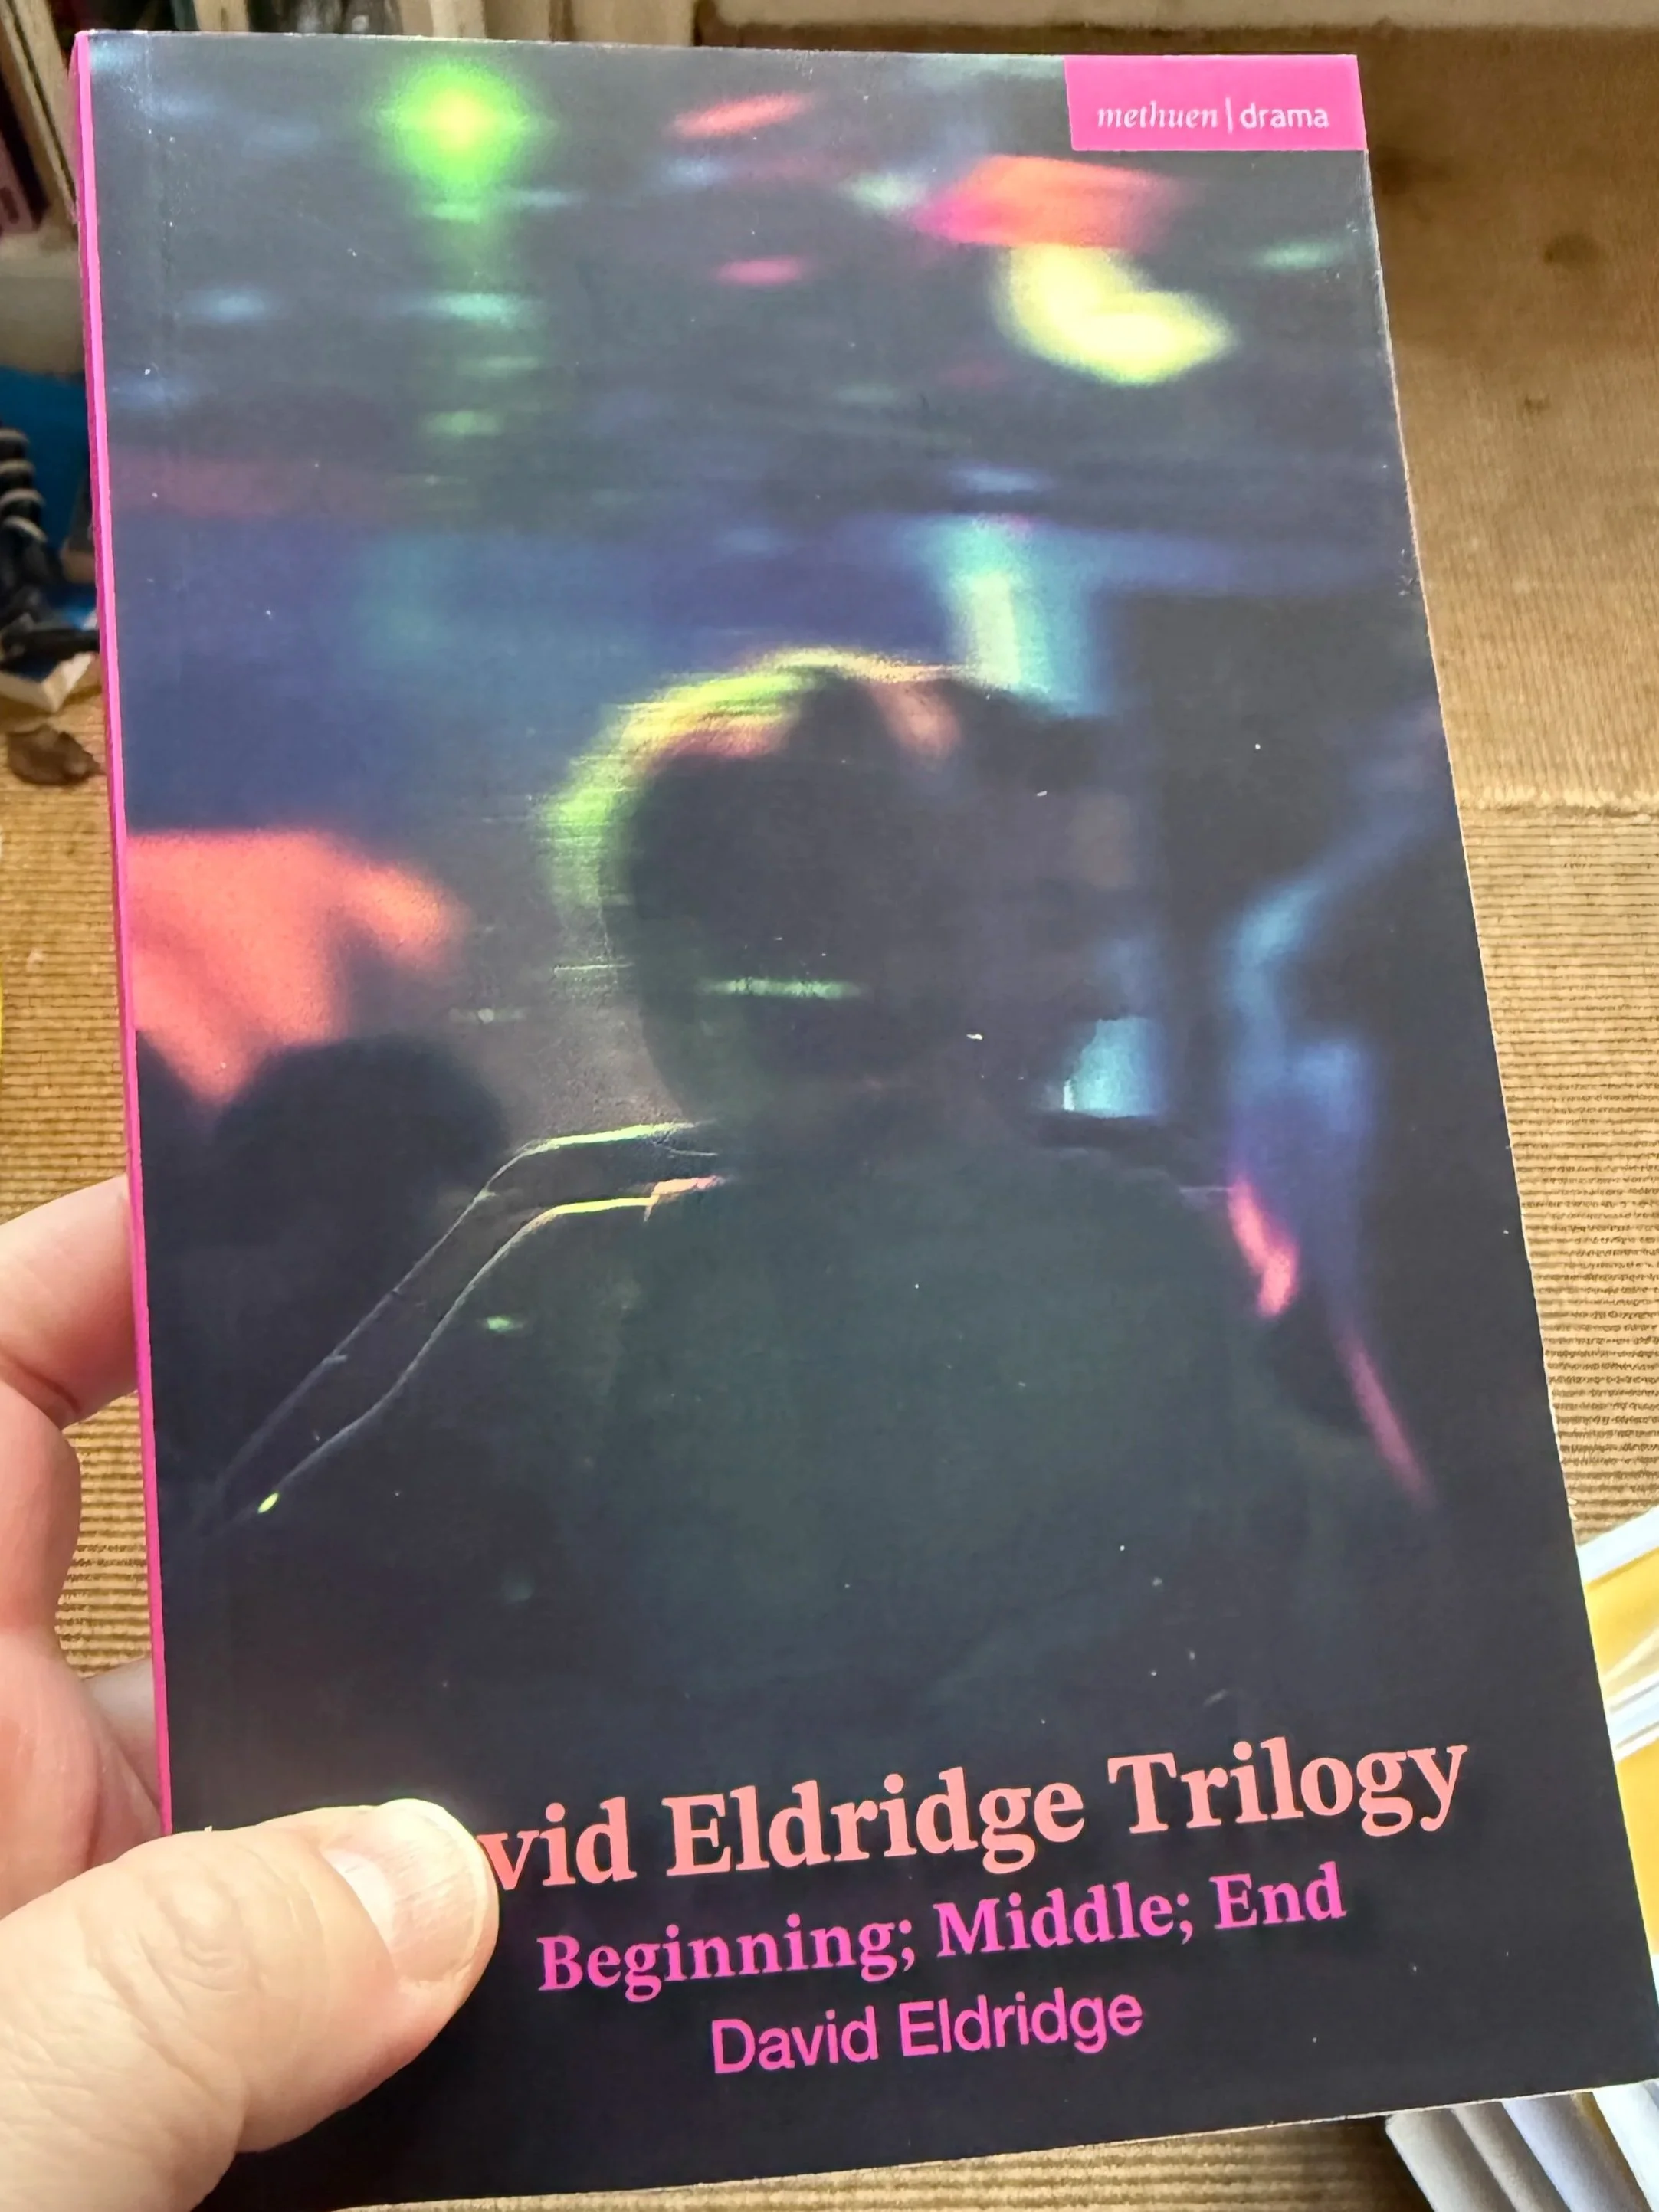 methuen | drama
vid Eldridge Trilogy
Beginning; Middle; End
David Eldridge